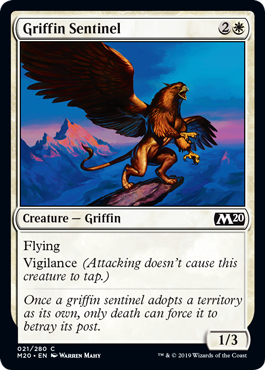 Griffin Sentinel 2
Creature — Griffin M20
Flying
Vigilance (Attacking doesn't cause this
creature to tap.)
Once a griffin sentinel adopts a territory
as its own, only death can force it to
betray its post.
1/3
021/280 C
M20 • EN Warren Mahy ™ & © 2019 Wizards of the Coast